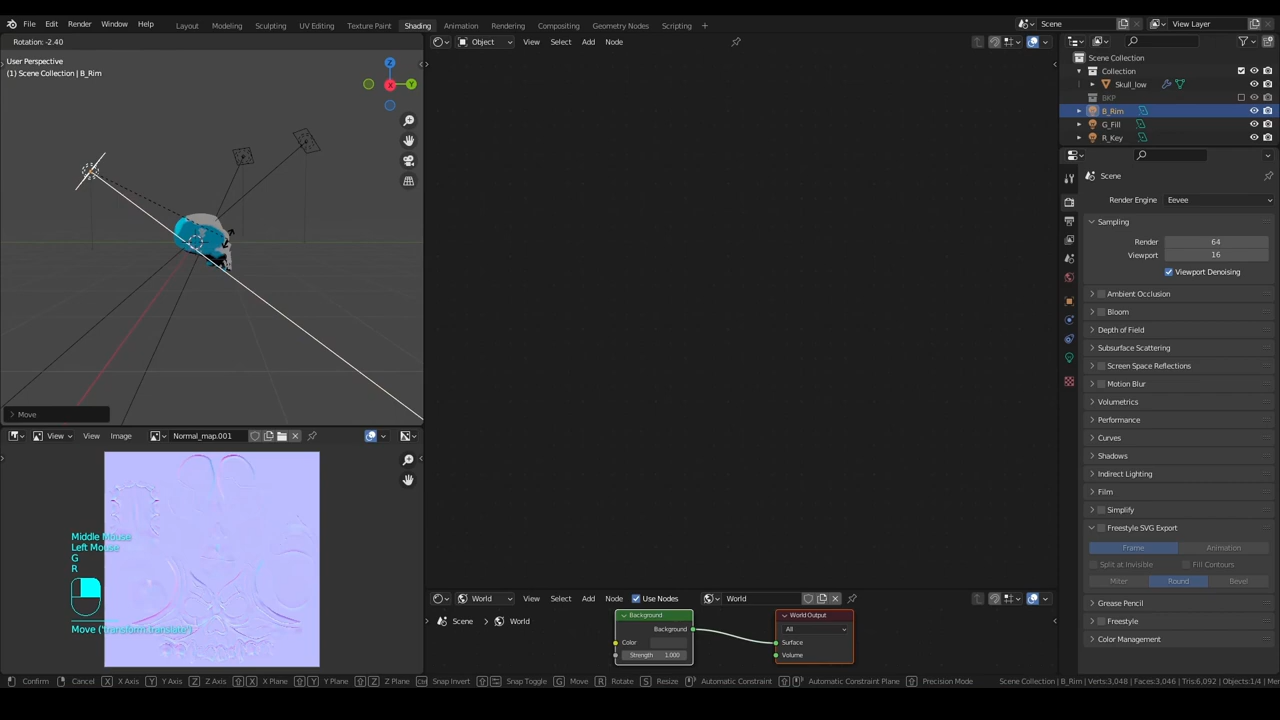 File Edit Render Window Help Layout Modeling Sculpting UV Editing Texture Paint Shading Animation Rendering Compositing Geometry Nodes Scripting + Scene View Layer
Rotation: -2.40
Object View Select Add Node
User Perspective
(1) Scene Collection | B_Rim
Z
X
Y
Scene Collection
Collection
Skull_low
BKP
B_Rim
G_Fill
R_Key
Scene
Render Engine Eevee
Sampling
Render 64
Viewport 16
Viewport Denoising
Ambient Occlusion
Bloom
Depth of Field
Subsurface Scattering
Screen Space Reflections
Motion Blur
Volumetrics
Performance
Curves
Shadows
Indirect Lighting
Film
Simplify
Freestyle SVG Export
Frame Animation
Split at Invisible Fill Contours
Miter Round Bevel
Grease Pencil
Freestyle
Color Management
Move
View View Image Normal_map.001
Middle Mouse
Left Mouse
G
R
Move ('transform.translate')
World View Select Add Node Use Nodes World
Scene > World
Background
Background
Color
Strength 1.000
World Output
All
Surface
Volume
Confirm Cancel X X Axis Y Y Axis Z Z Axis X X Plane Y Y Plane Z Z Plane Snap Invert Snap Toggle G Move R Rotate S Resize Automatic Constraint Automatic Constraint Plane Precision Mode Scene Collection | B_Rim | Verts:3,048 | Faces:3,046 | Tris:6,092 | Objects:1/4 | Mem